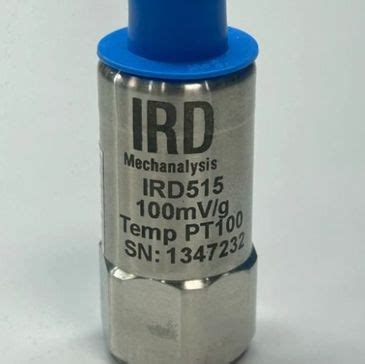 IRD
Mechanalysis
IRD515
100mV/g
Temp PT100
SN: 1347232